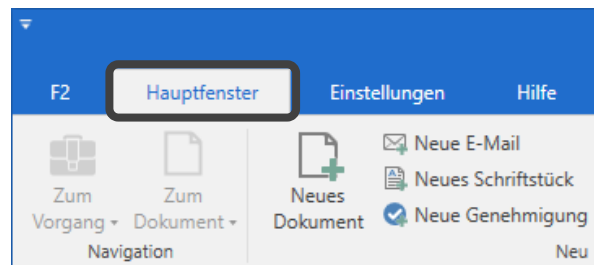 F2 Hauptfenster Einstellungen Hilfe
Zum Vorgang
Zum Dokument
Navigation
Neues Dokument
Neue E-Mail
Neues Schriftstück
Neue Genehmigung
Neu